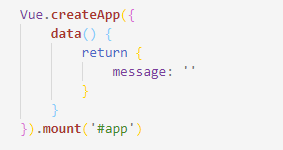 Vue.createApp({
    data() {
        return {
            message: ''
        }
    }
}).mount('#app')